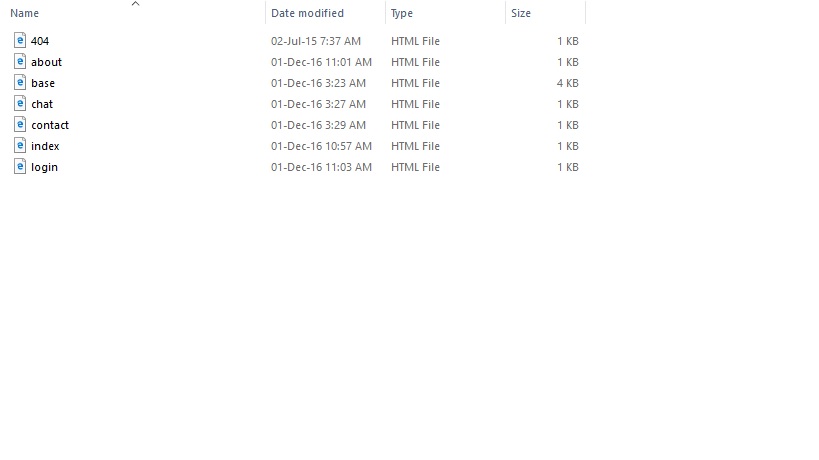 Name Date modified Type Size
404 02-Jul-15 7:37 AM HTML File 1 KB
about 01-Dec-16 11:01 AM HTML File 1 KB
base 01-Dec-16 3:23 AM HTML File 4 KB
chat 01-Dec-16 3:27 AM HTML File 1 KB
contact 01-Dec-16 3:29 AM HTML File 1 KB
index 01-Dec-16 10:57 AM HTML File 1 KB
login 01-Dec-16 11:03 AM HTML File 1 KB